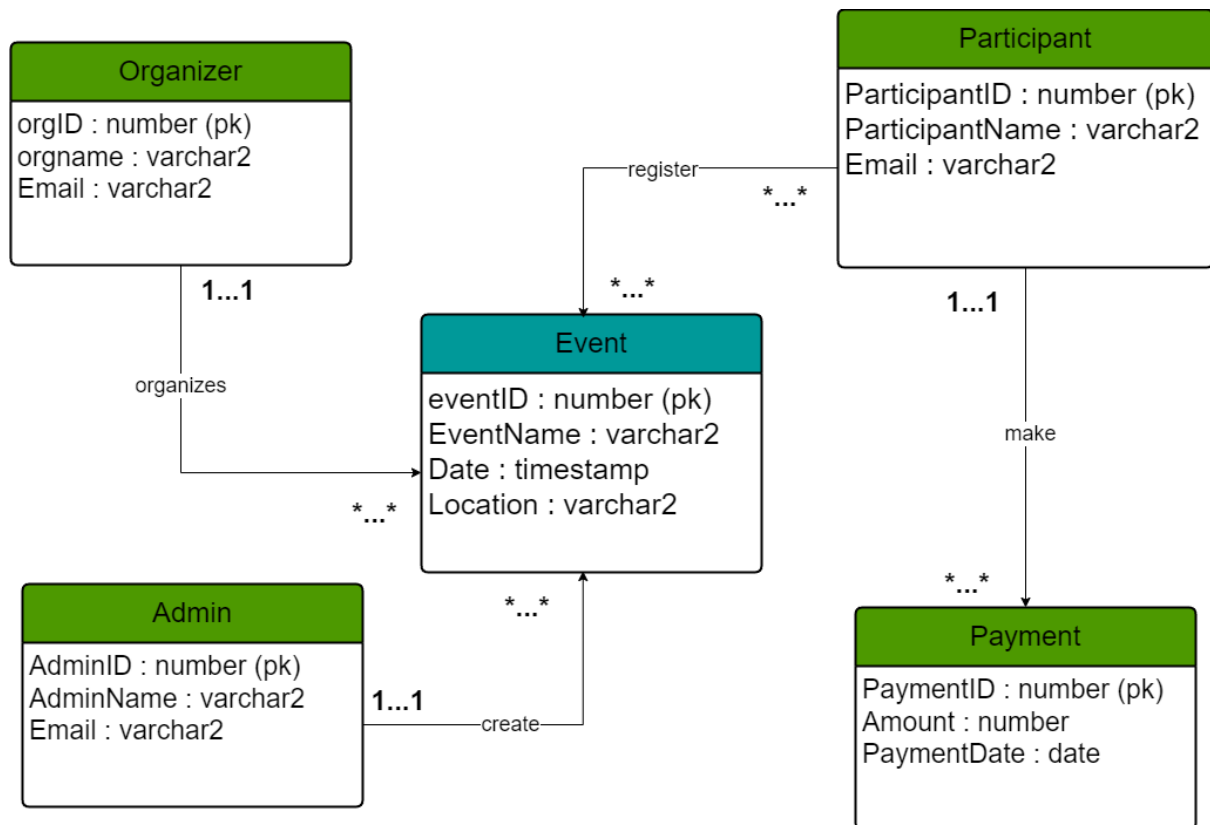 Organizer
orgID : number (pk)
orgname : varchar2
Email : varchar2
Participant
ParticipantID : number (pk)
ParticipantName : varchar2
Email : varchar2
register
*...*
*...*
1...1
1...1
organizes
*...*
Event
eventID : number (pk)
EventName : varchar2
Date : timestamp
Location : varchar2
make
*...*
*...*
Admin
AdminID : number (pk)
AdminName : varchar2
Email : varchar2
1...1
create
Payment
PaymentID : number (pk)
Amount : number
PaymentDate : date